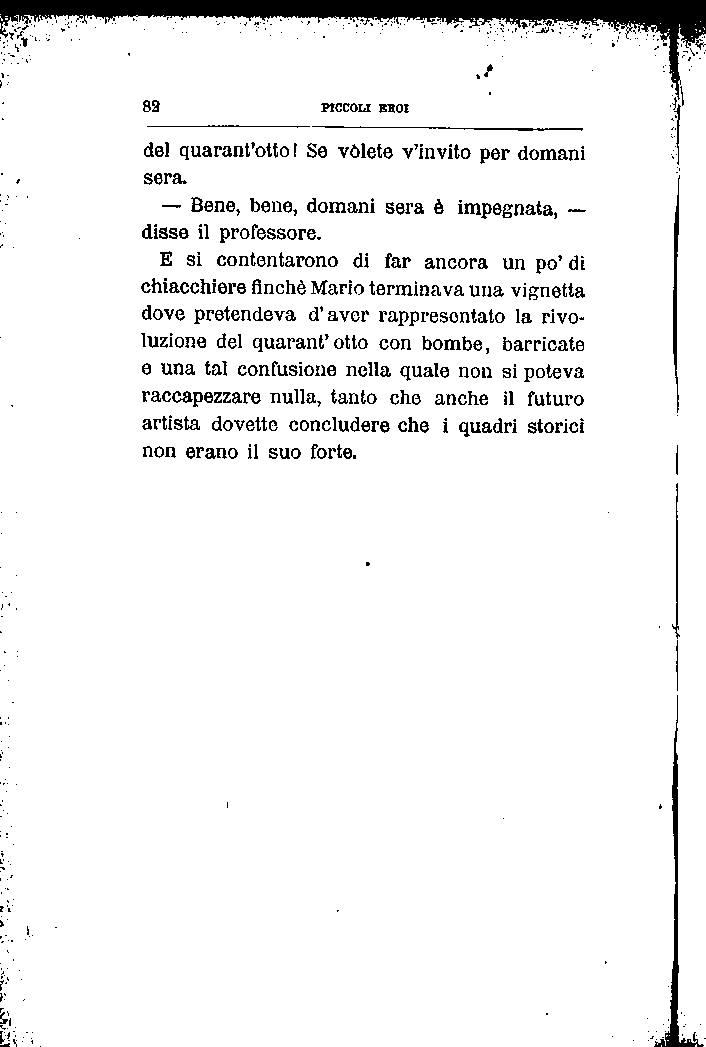 82 PICCOLI EROI
del quarant'otto! Se vòlete v'invito per domani
sera.
— Bene, bene, domani sera è impegnata, —
disse il professore.
E si contentarono di far ancora un po' di
chiacchiere finchè Mario terminava una vignetta
dove pretendeva d'aver rappresentato la rivo-
luzione del quarant'otto con bombe, barricate
e una tal confusione nella quale non si poteva
raccapezzare nulla, tanto che anche il futuro
artista dovette concludere che i quadri storici
non erano il suo forte.